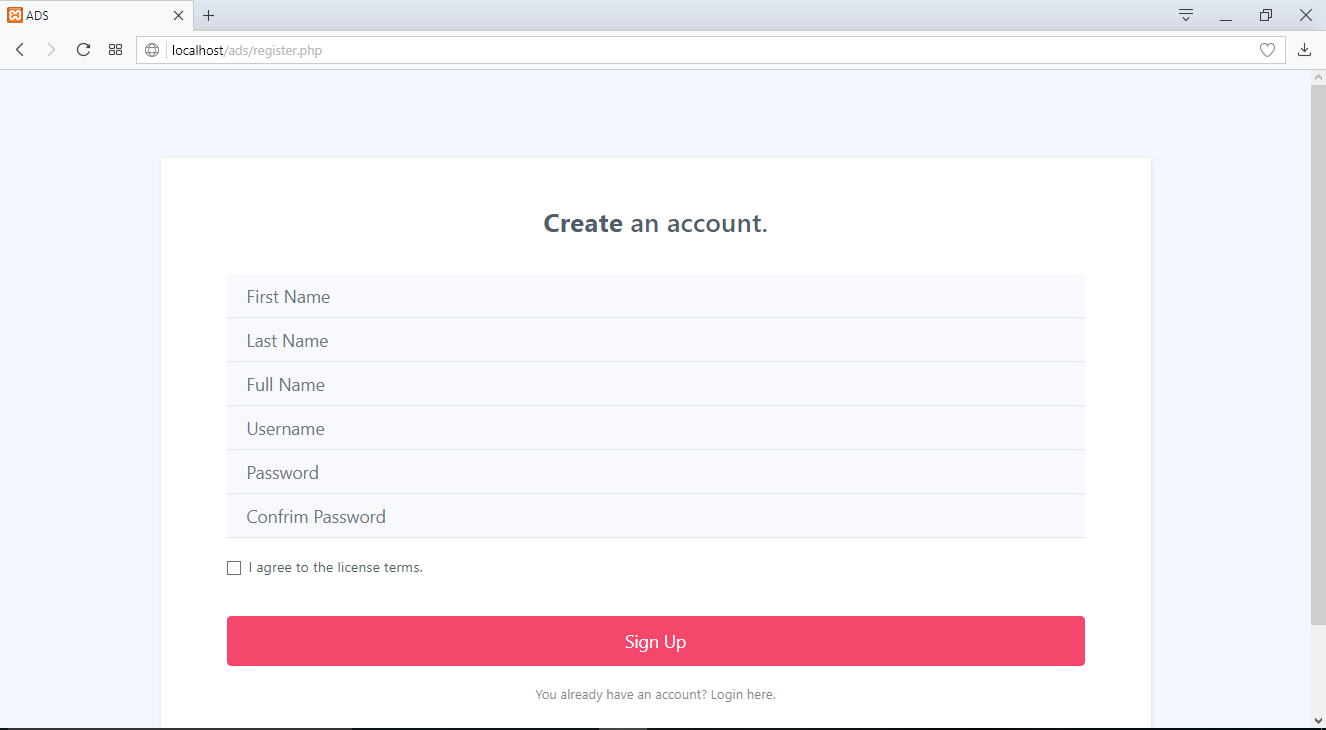 ADS
localhost/ads/register.php
Create an account.
First Name
Last Name
Full Name
Username
Password
Confrim Password
I agree to the license terms.
Sign Up
You already have an account? Login here.